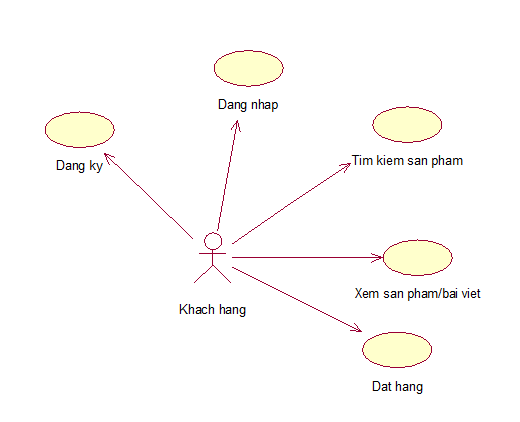 Dang nhap
Dang ky
Tim kiem san pham
Xem san pham/bai viet
Khach hang
Dat hang